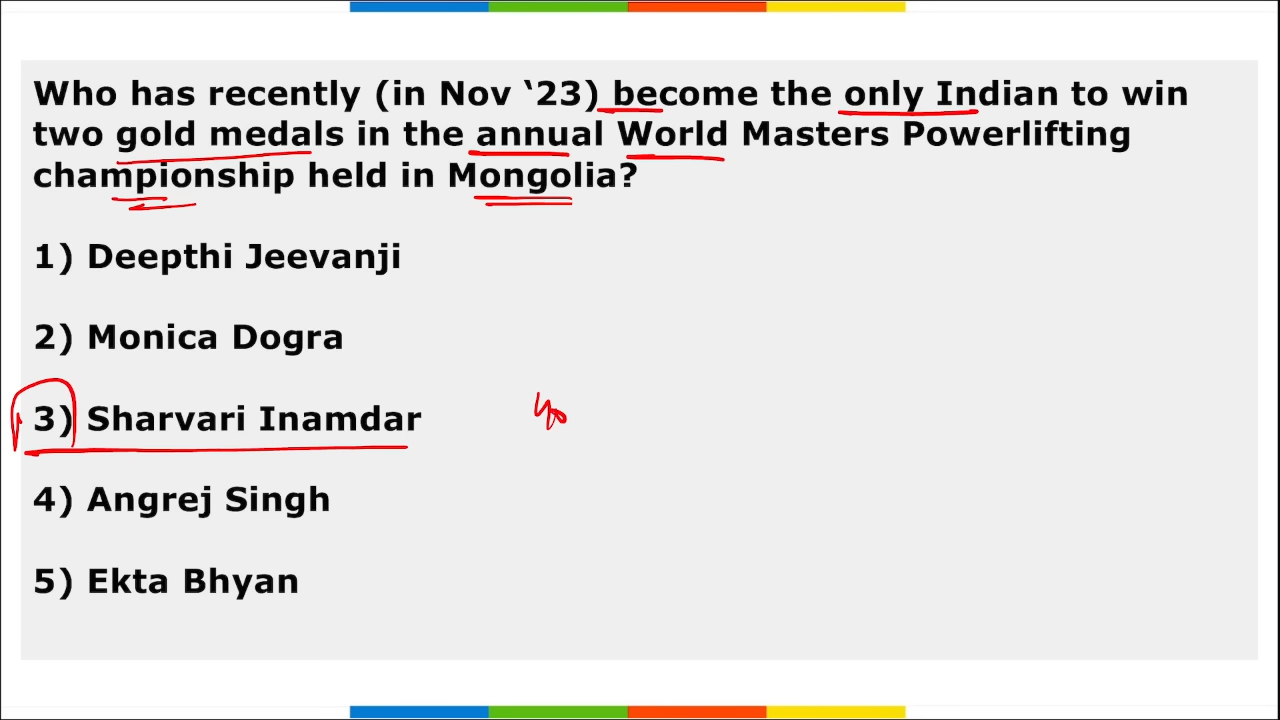 Who has recently (in Nov ‘23) become the only Indian to win
two gold medals in the annual World Masters Powerlifting
championship held in Mongolia?
1) Deepthi Jeevanji
2) Monica Dogra
3) Sharvari Inamdar
4) Angrej Singh
5) Ekta Bhyan